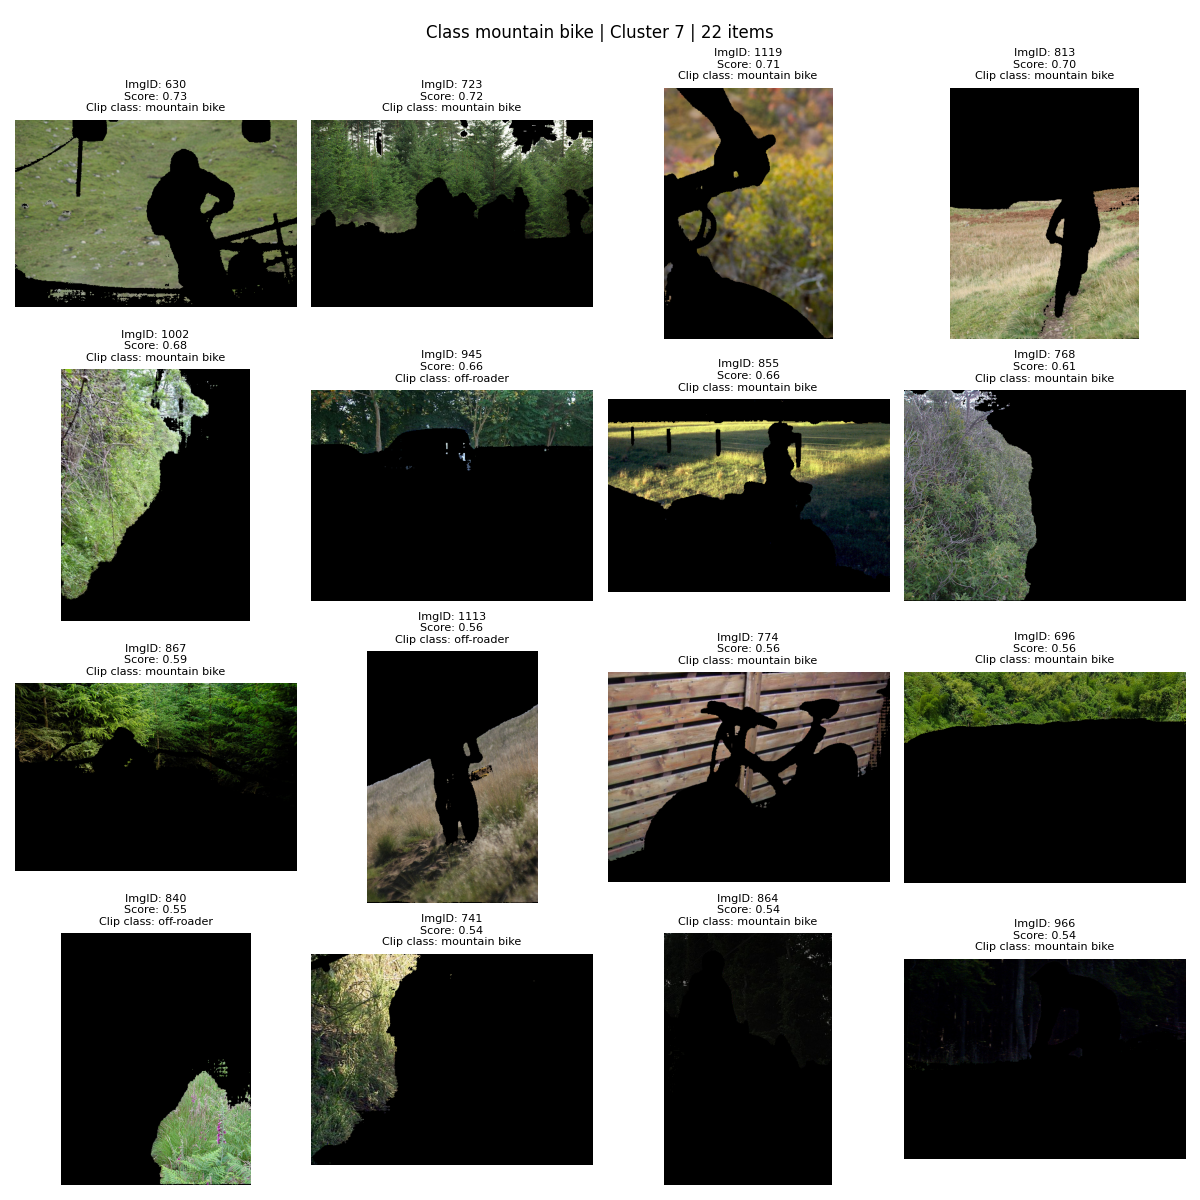 Class mountain bike | Cluster 7 | 22 items
ImgID: 630
Score: 0.73
Clip class: mountain bike
ImgID: 723
Score: 0.72
Clip class: mountain bike
ImgID: 1119
Score: 0.71
Clip class: mountain bike
ImgID: 813
Score: 0.70
Clip class: mountain bike
ImgID: 1002
Score: 0.68
Clip class: mountain bike
ImgID: 945
Score: 0.66
Clip class: off-roader
ImgID: 855
Score: 0.66
Clip class: mountain bike
ImgID: 768
Score: 0.61
Clip class: mountain bike
ImgID: 867
Score: 0.59
Clip class: mountain bike
ImgID: 1113
Score: 0.56
Clip class: off-roader
ImgID: 774
Score: 0.56
Clip class: mountain bike
ImgID: 696
Score: 0.56
Clip class: mountain bike
ImgID: 840
Score: 0.55
Clip class: off-roader
ImgID: 741
Score: 0.54
Clip class: mountain bike
ImgID: 864
Score: 0.54
Clip class: mountain bike
ImgID: 966
Score: 0.54
Clip class: mountain bike